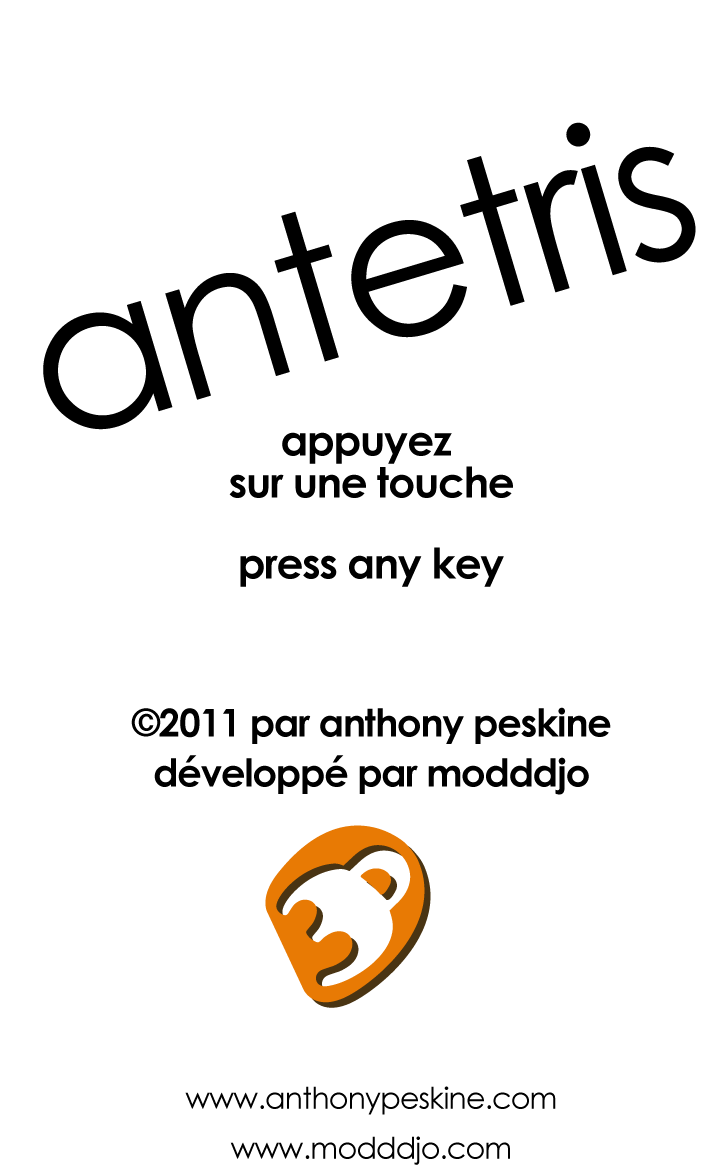 antetris
appuyez
sur une touche
press any key
©2011 par anthony peskine
développé par modddjo
www.anthonypeskine.com
www.modddjo.com